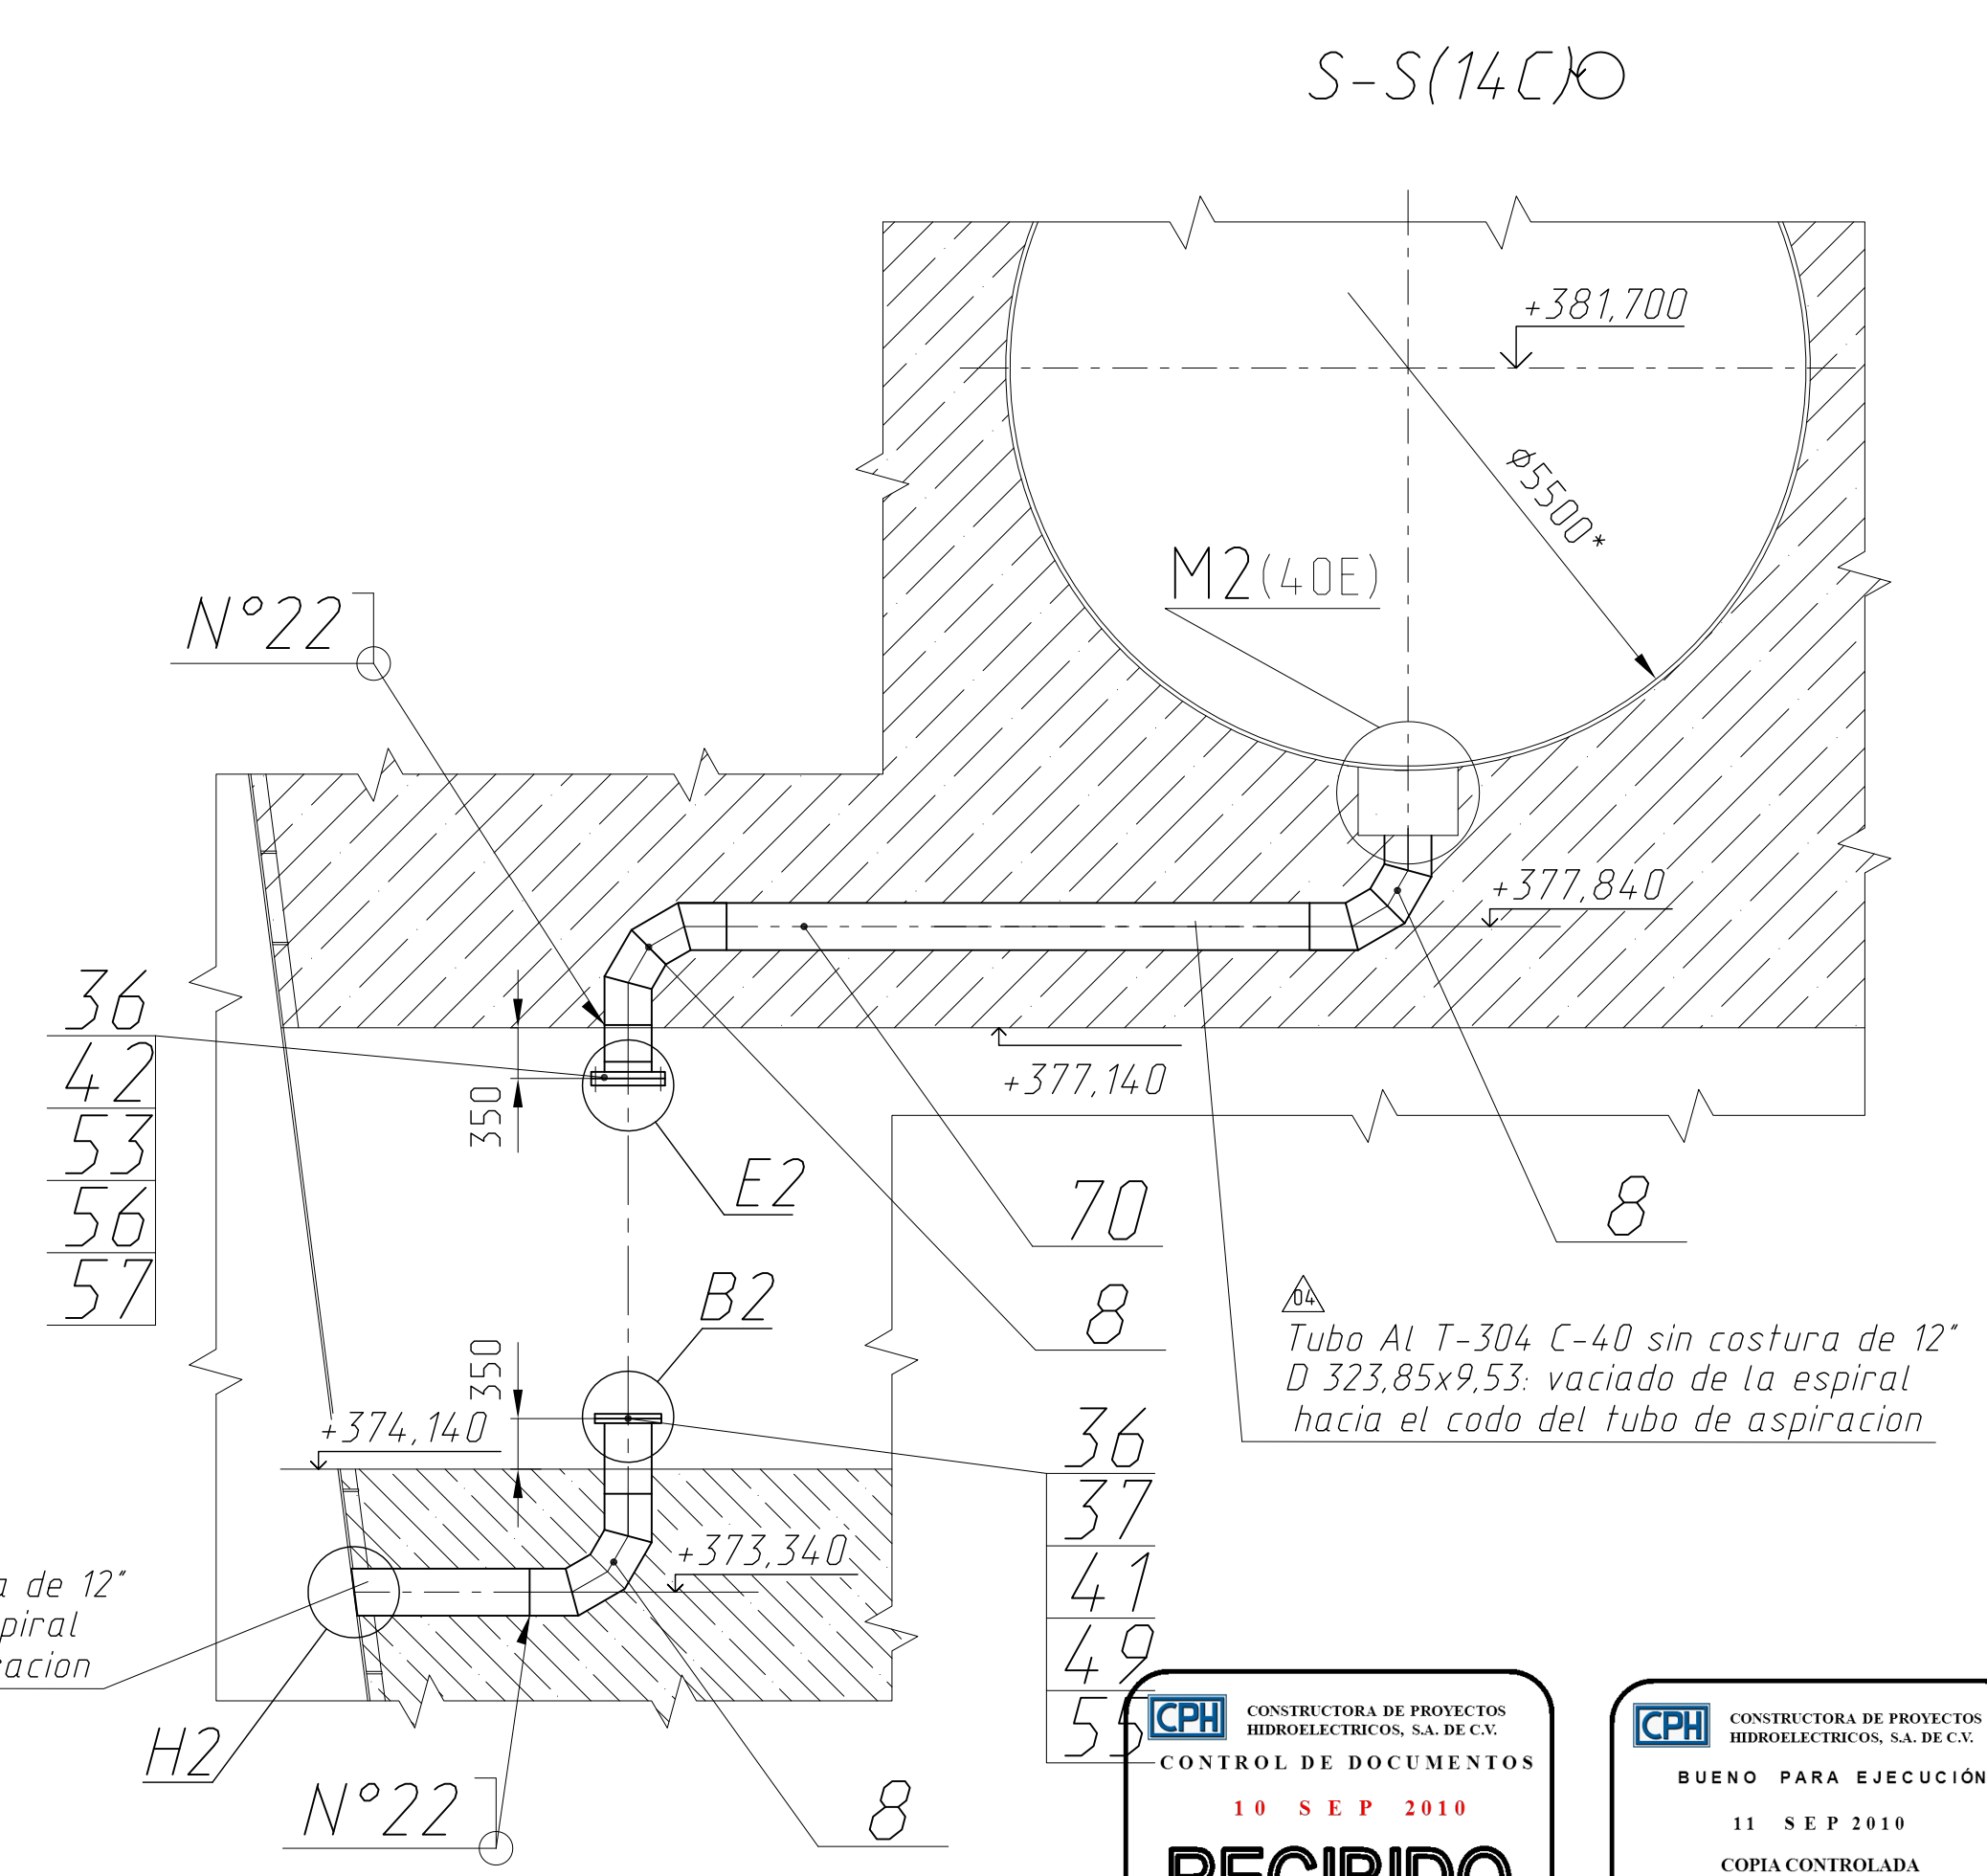 S-S(14C)
+381,700
Ø5500*
M2(40E)
N°22
+377,840
36
42
53
56
57
350
+377,140
E2
70
8
8
B2
350
04
Tubo Al T-304 C-40 sin costura de 12"
D 323,85x9,53: vaciado de la espiral
hacia el codo del tubo de aspiracion
+374,140
36
37
41
49
55
+373,340
de 12"
H2
N°22
8
CPH
CONSTRUCTORA DE PROYECTOS
HIDROELECTRICOS, S.A. DE C.V.
CONTROL DE DOCUMENTOS
10 SEP 2010
RECIBIDO
CPH
CONSTRUCTORA DE PROYECTOS
HIDROELECTRICOS, S.A. DE C.V.
BUENO PARA EJECUCIÓN
11 SEP 2010
COPIA CONTROLADA